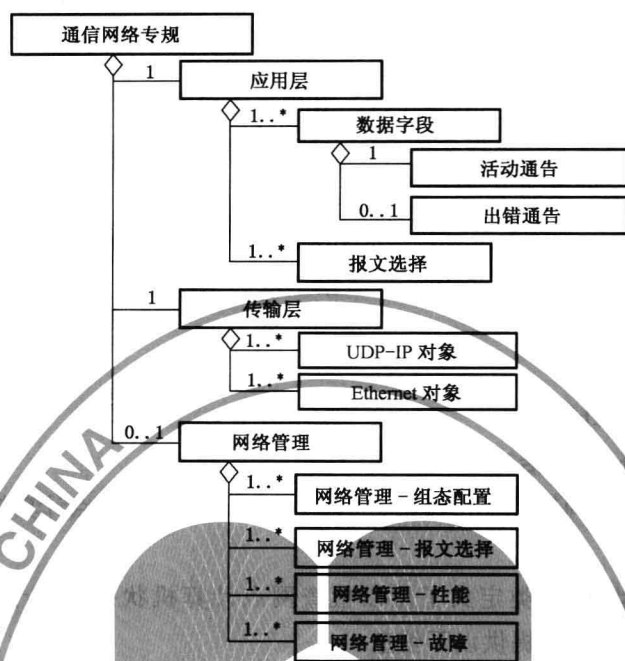 通信网络专规
1
应用层
1..*
数据字段
1
活动通告
0..1
出错通告
1..*
报文选择
1
传输层
1..*
UDP-IP 对象
1..*
Ethernet 对象
0..1
网络管理
1..*
网络管理-组态配置
1..*
网络管理-报文选择
1..*
网络管理-性能
1..*
网络管理-故障
CHINA